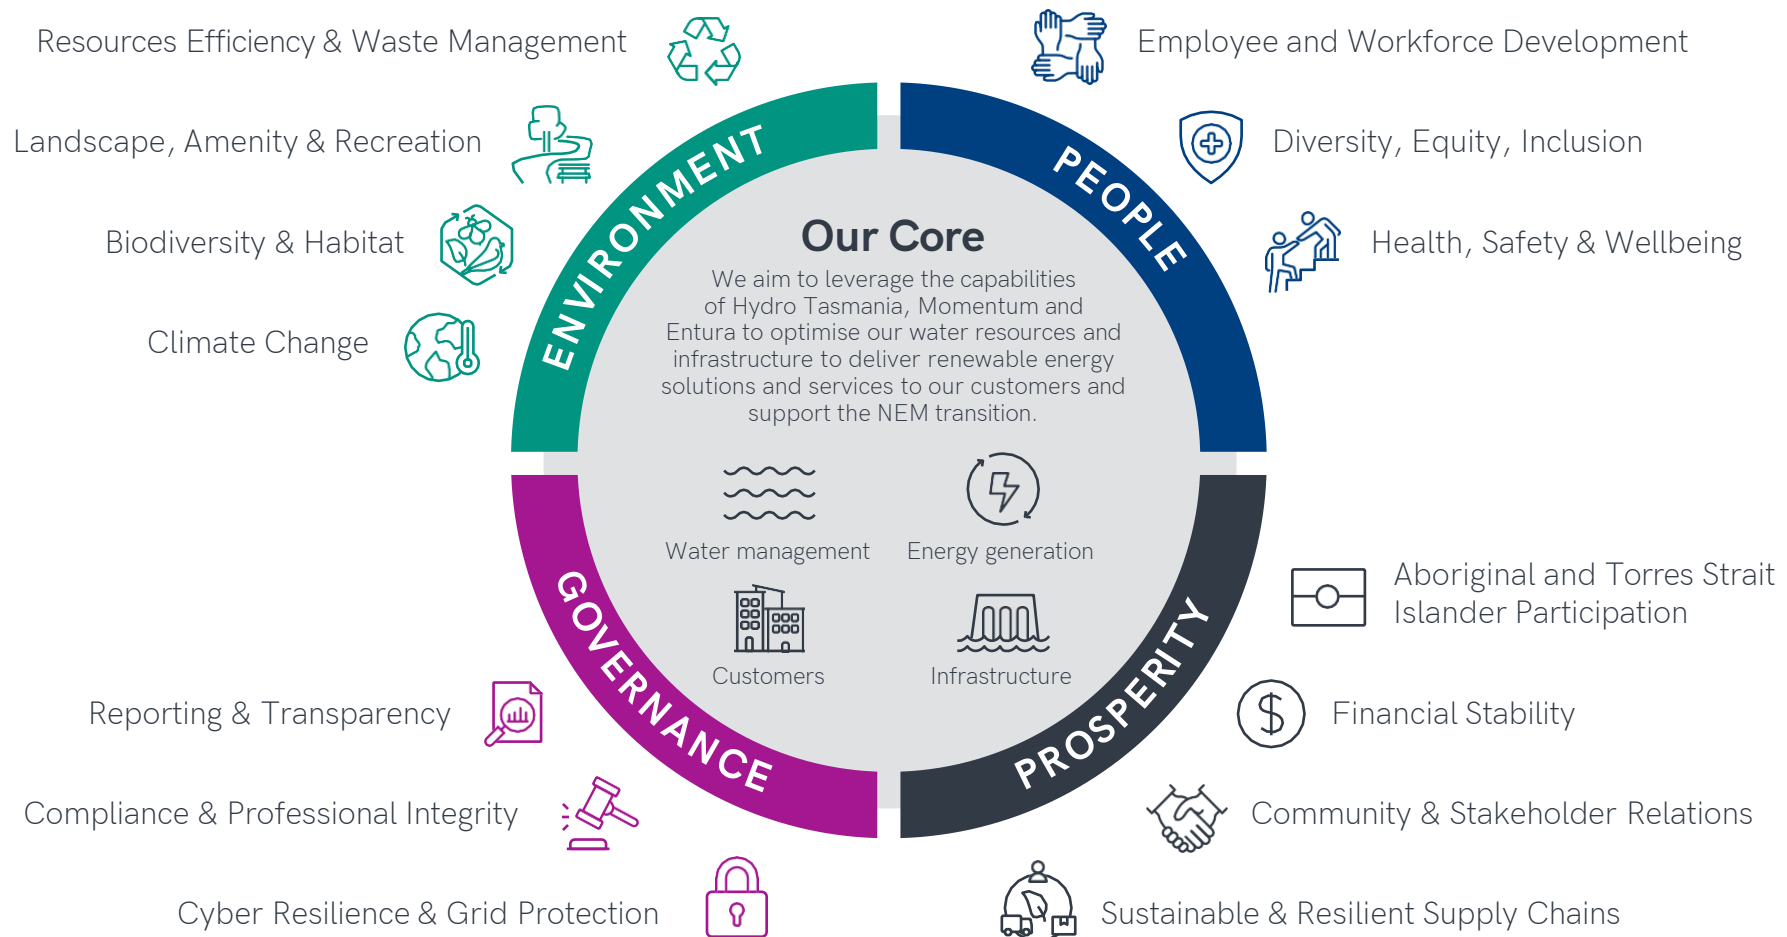 Resources Efficiency & Waste Management
Landscape, Amenity & Recreation
Biodiversity & Habitat
Climate Change
ENVIRONMENT
PEOPLE
Employee and Workforce Development
Diversity, Equity, Inclusion
Health, Safety & Wellbeing
Our Core
We aim to leverage the capabilities
of Hydro Tasmania, Momentum and
Entura to optimise our water resources and
infrastructure to deliver renewable energy
solutions and services to our customers and
support the NEM transition.
Water management
Energy generation
Customers
Infrastructure
GOVERNANCE
Reporting & Transparency
Compliance & Professional Integrity
Cyber Resilience & Grid Protection
PROSPERITY
Aboriginal and Torres Strait
Islander Participation
$
Financial Stability
Community & Stakeholder Relations
Sustainable & Resilient Supply Chains